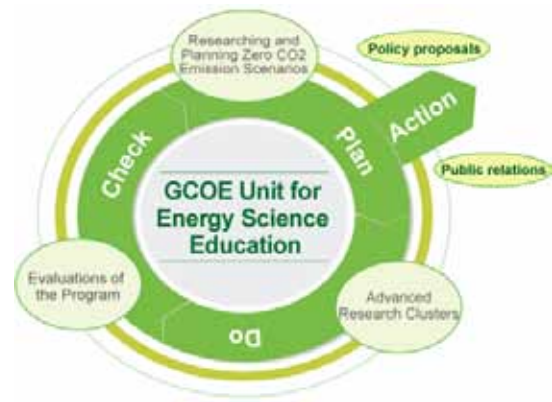 Researching and
Planning Zero CO2
Emission Scenarios
Policy proposals
Action
Plan
Public relations
Check
GCOE Unit for
Energy Science
Education
Evaluations of
the Program
Advanced
Research Clusters
Do